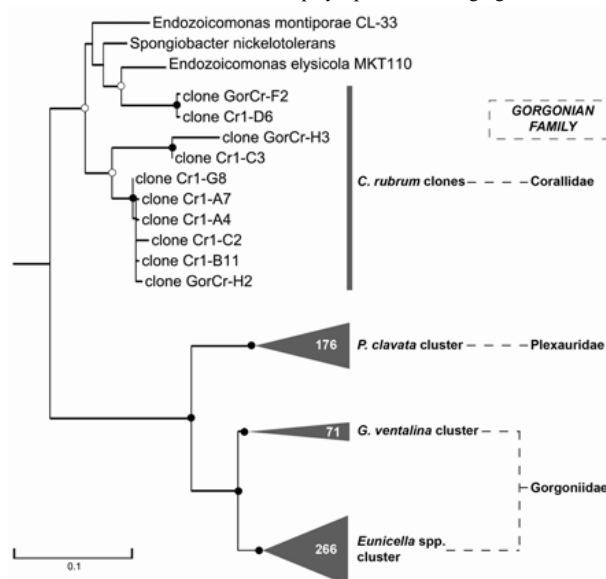 Endozoicomonas montiporae CL-33
Spongiobacter nickelotolerans
Endozoicomonas elysicola MKT110
clone GorCr-F2
clone Cr1-D6
clone GorCr-H3
clone Cr1-C3
clone Cr1-G8
clone Cr1-A7
clone Cr1-A4
clone Cr1-C2
clone Cr1-B11
clone GorCr-H2
GORGONIAN
FAMILY
C. rubrum clones
Corallidae
176
P. clavata cluster
Plexauridae
71
G. ventalina cluster
Gorgoniidae
266
Eunicella spp.
cluster
0.1